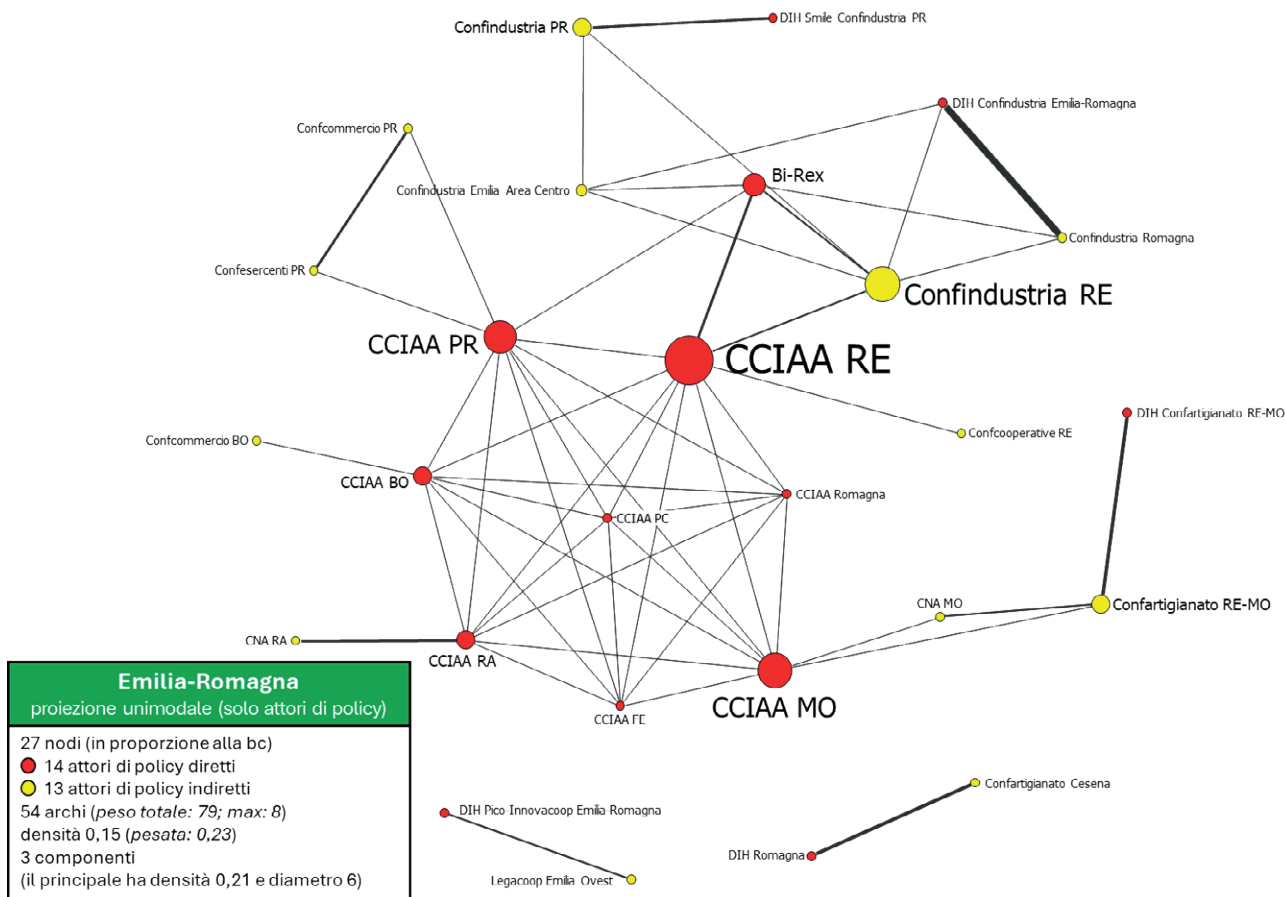 DIH Smile Confindustria PR
Confindustria PR
DIH Confindustria Emilia-Romagna
Confcommercio PR
Bi-Rex
Confindustria Emilia Area Centro
Confindustria Romagna
Confesercenti PR
Confindustria RE
CCIAA PR
CCIAA RE
DIH Confartigianato RE-MO
Confcommercio BO
Confcooperative RE
CCIAA BO
CCIAA Romagna
CCIAA PC
CNA MO
Confartigianato RE-MO
CNA RA
CCIAA RA
CCIAA MO
CCIAA FE
Emilia-Romagna
proiezione unimodale (solo attori di policy)
27 nodi (in proporzione alla bc)
14 attori di policy diretti
13 attori di policy indiretti
54 archi (peso totale: 79; max: 8)
densità 0,15 (pesata: 0,23)
3 componenti
(il principale ha densità 0,21 e diametro 6)
Confartigianato Cesena
DIH Pico Innovacoop Emilia Romagna
DIH Romagna
Legacoop Emilia Ovest